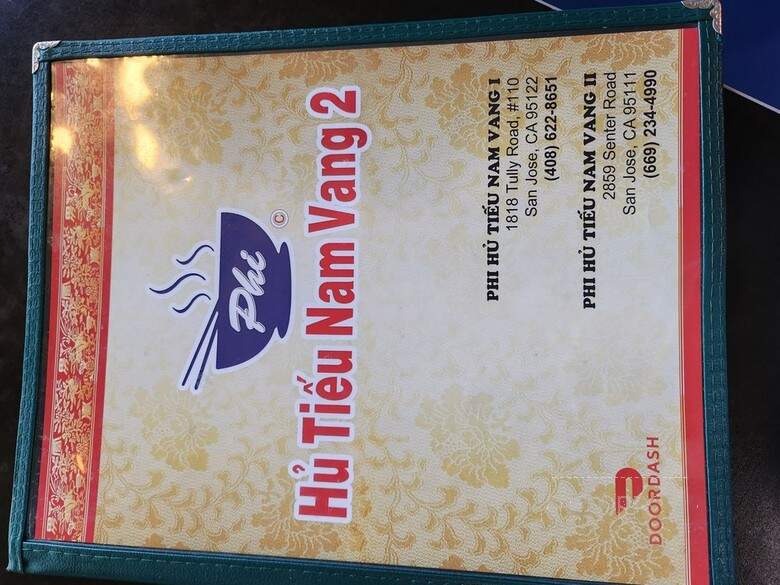 Phi
©
Hủ Tiếu Nam Vang 2
PHI HỦ TIẾU NAM VANG I
1818 Tully Road, #110
San Jose, CA 95122
(408) 622-8651
PHI HỦ TIẾU NAM VANG II
2859 Senter Road
San Jose, CA 95111
(669) 234-4990
DOORDASH